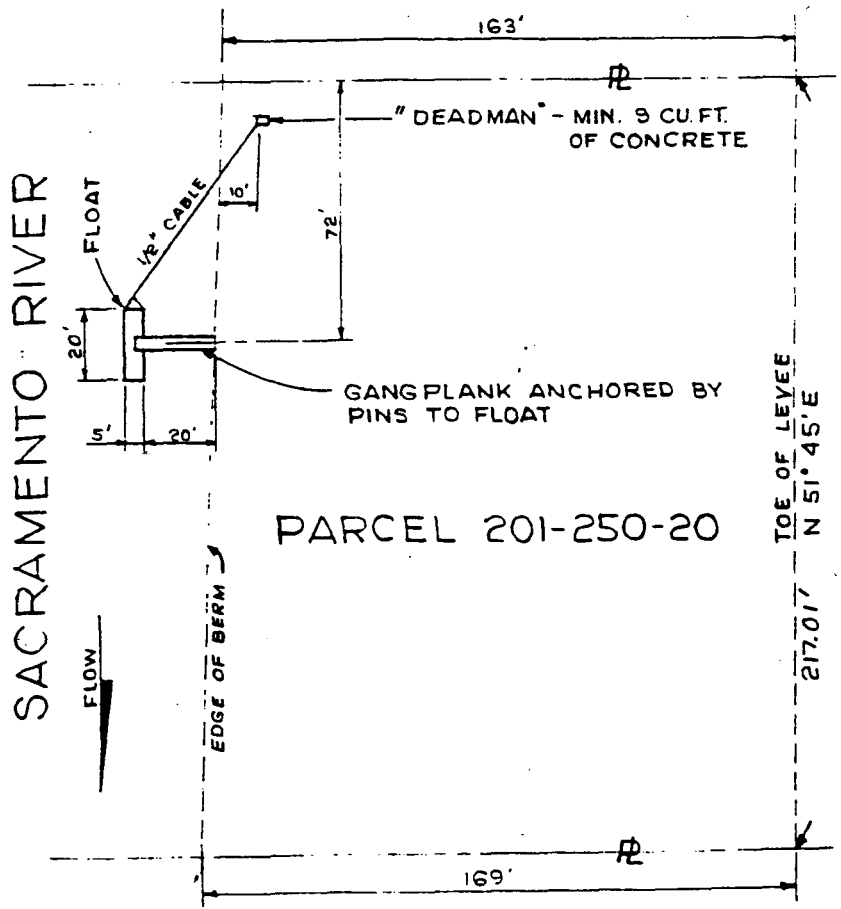 163'
PL
"DEADMAN" - MIN. 9 CU. FT.
OF CONCRETE
10'
72'
1/2" CABLE
FLOAT
SACRAMENTO RIVER
20'
GANGPLANK ANCHORED BY
PINS TO FLOAT
5'
20'
TOE OF LEVEE
N 51° 45' E
217.01'
PARCEL 201-250-20
EDGE OF BERM
FLOW
PL
169'